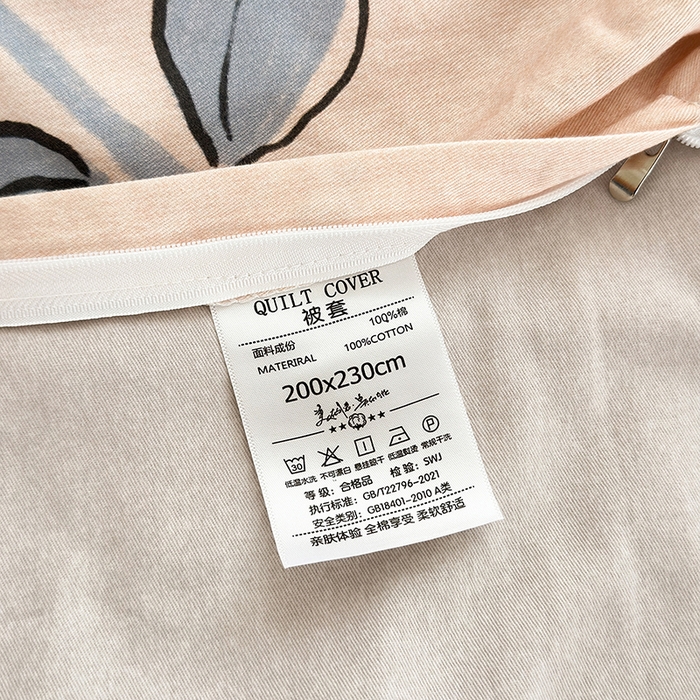 QUILT COVER
被套
面料成份 100%棉
MATERIRAL 100%COTTON
200x230cm
30
P
低温水洗 不可漂白 悬挂晾干 低温熨烫 常规干洗
等 级：合格品 检 验：SWJ
执行标准：GB/T22796-2021
安全类别：GB18401-2010 A类
亲肤体验 全棉享受 柔软舒适